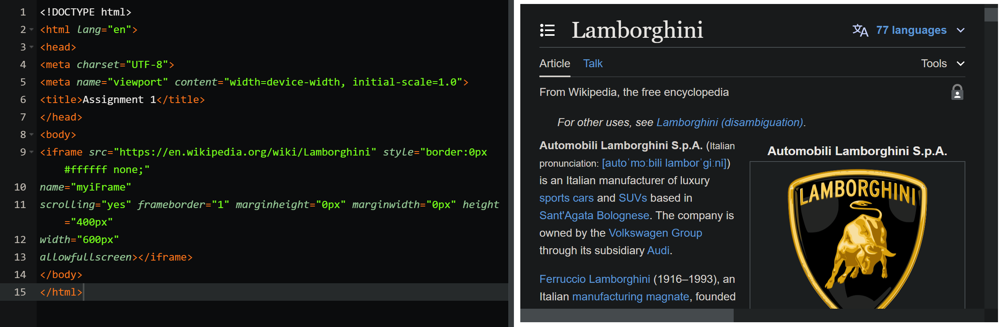 1 <!DOCTYPE html>
2 <html lang="en">
3 <head>
4 <meta charset="UTF-8">
5 <meta name="viewport" content="width=device-width, initial-scale=1.0">
6 <title>Assignment 1</title>
7 </head>
8 <body>
9 <iframe src="https://en.wikipedia.org/wiki/Lamborghini" style="border:0px
#ffffff none;"
10 name="myiFrame"
11 scrolling="yes" frameborder="1" marginheight="0px" marginwidth="0px" height
="400px"
12 width="600px"
13 allowfullscreen></iframe>
14 </body>
15 </html>
Lamborghini
77 languages
Article Talk
Tools
From Wikipedia, the free encyclopedia
For other uses, see Lamborghini (disambiguation).
Automobili Lamborghini S.p.A. (Italian
pronunciation: [autoˈmɔːbili lamborˈɡiːni])
is an Italian manufacturer of luxury
sports cars and SUVs based in
Sant'Agata Bolognese. The company is
owned by the Volkswagen Group
through its subsidiary Audi.
Ferruccio Lamborghini (1916–1993), an
Italian manufacturing magnate, founded
Automobili Lamborghini S.p.A.
LAMBORGHINI